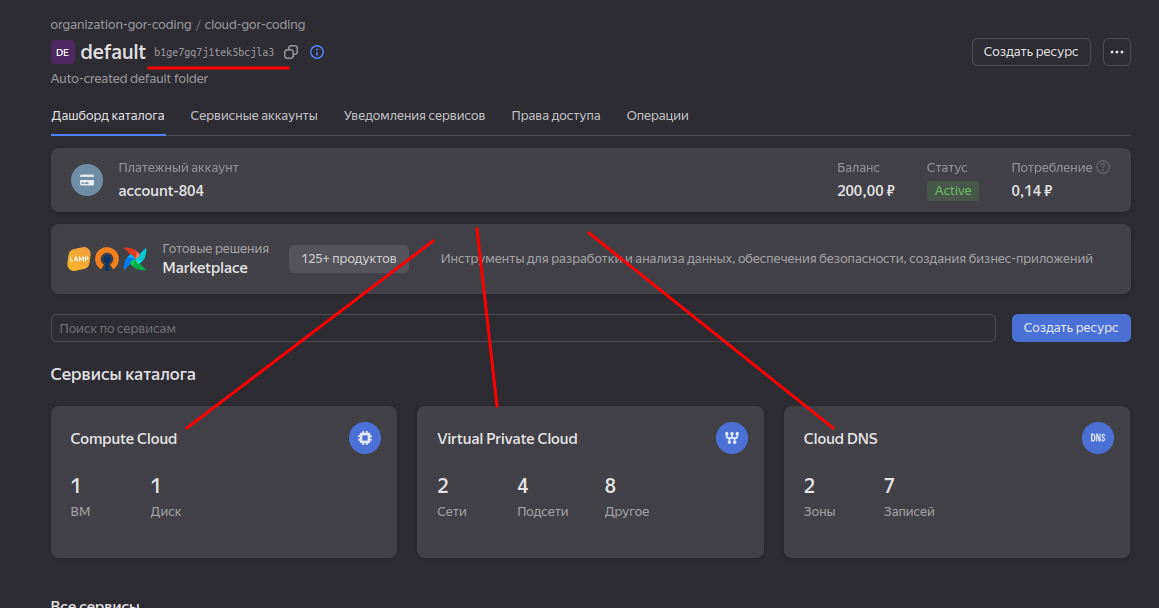 organization-gor-coding / cloud-gor-coding
DE default b1ge7gq7j1tek5bcjla3
Создать ресурс
Auto-created default folder
Дашборд каталога Сервисные аккаунты Уведомления сервисов Права доступа Операции
Платежный аккаунт Баланс Статус Потребление
account-804 200,00 ₽ Active 0,14 ₽
LAMP
Готовые решения
Marketplace
125+ продуктов
Инструменты для разработки и анализа данных, обеспечения безопасности, создания бизнес-приложений
Поиск по сервисам
Создать ресурс
Сервисы каталога
Compute Cloud
1 1
ВМ Диск
Virtual Private Cloud
2 4 8
Сети Подсети Другое
Cloud DNS
DNS
2 7
Зоны Записей
Все сервисы